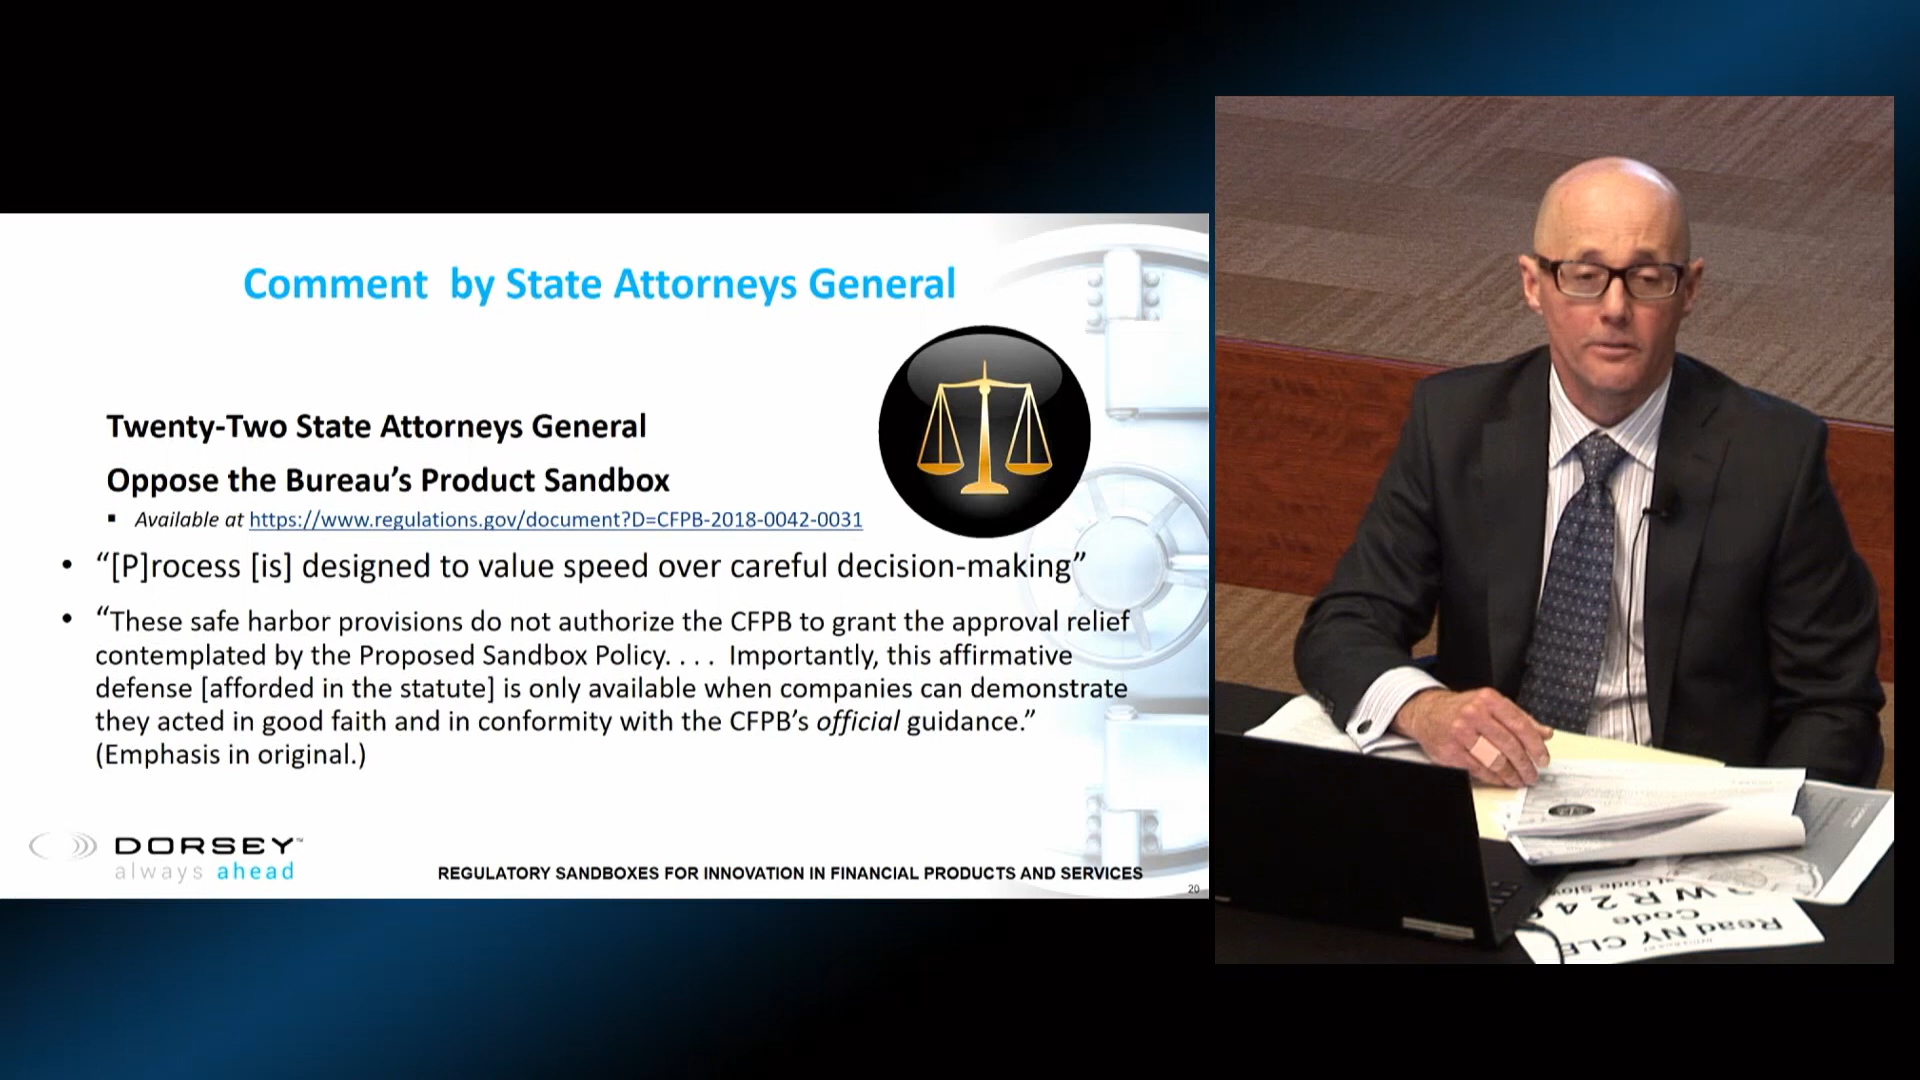 Comment by State Attorneys General
Twenty-Two State Attorneys General
Oppose the Bureau’s Product Sandbox
▪ Available at https://www.regulations.gov/document?D=CFPB-2018-0042-0031
• “[P]rocess [is] designed to value speed over careful decision-making”
• “These safe harbor provisions do not authorize the CFPB to grant the approval relief
contemplated by the Proposed Sandbox Policy. . . . Importantly, this affirmative
defense [afforded in the statute] is only available when companies can demonstrate
they acted in good faith and in conformity with the CFPB’s official guidance.”
(Emphasis in original.)
DORSEY™
always ahead
REGULATORY SANDBOXES FOR INNOVATION IN FINANCIAL PRODUCTS AND SERVICES
20
Read NY CLE
Code